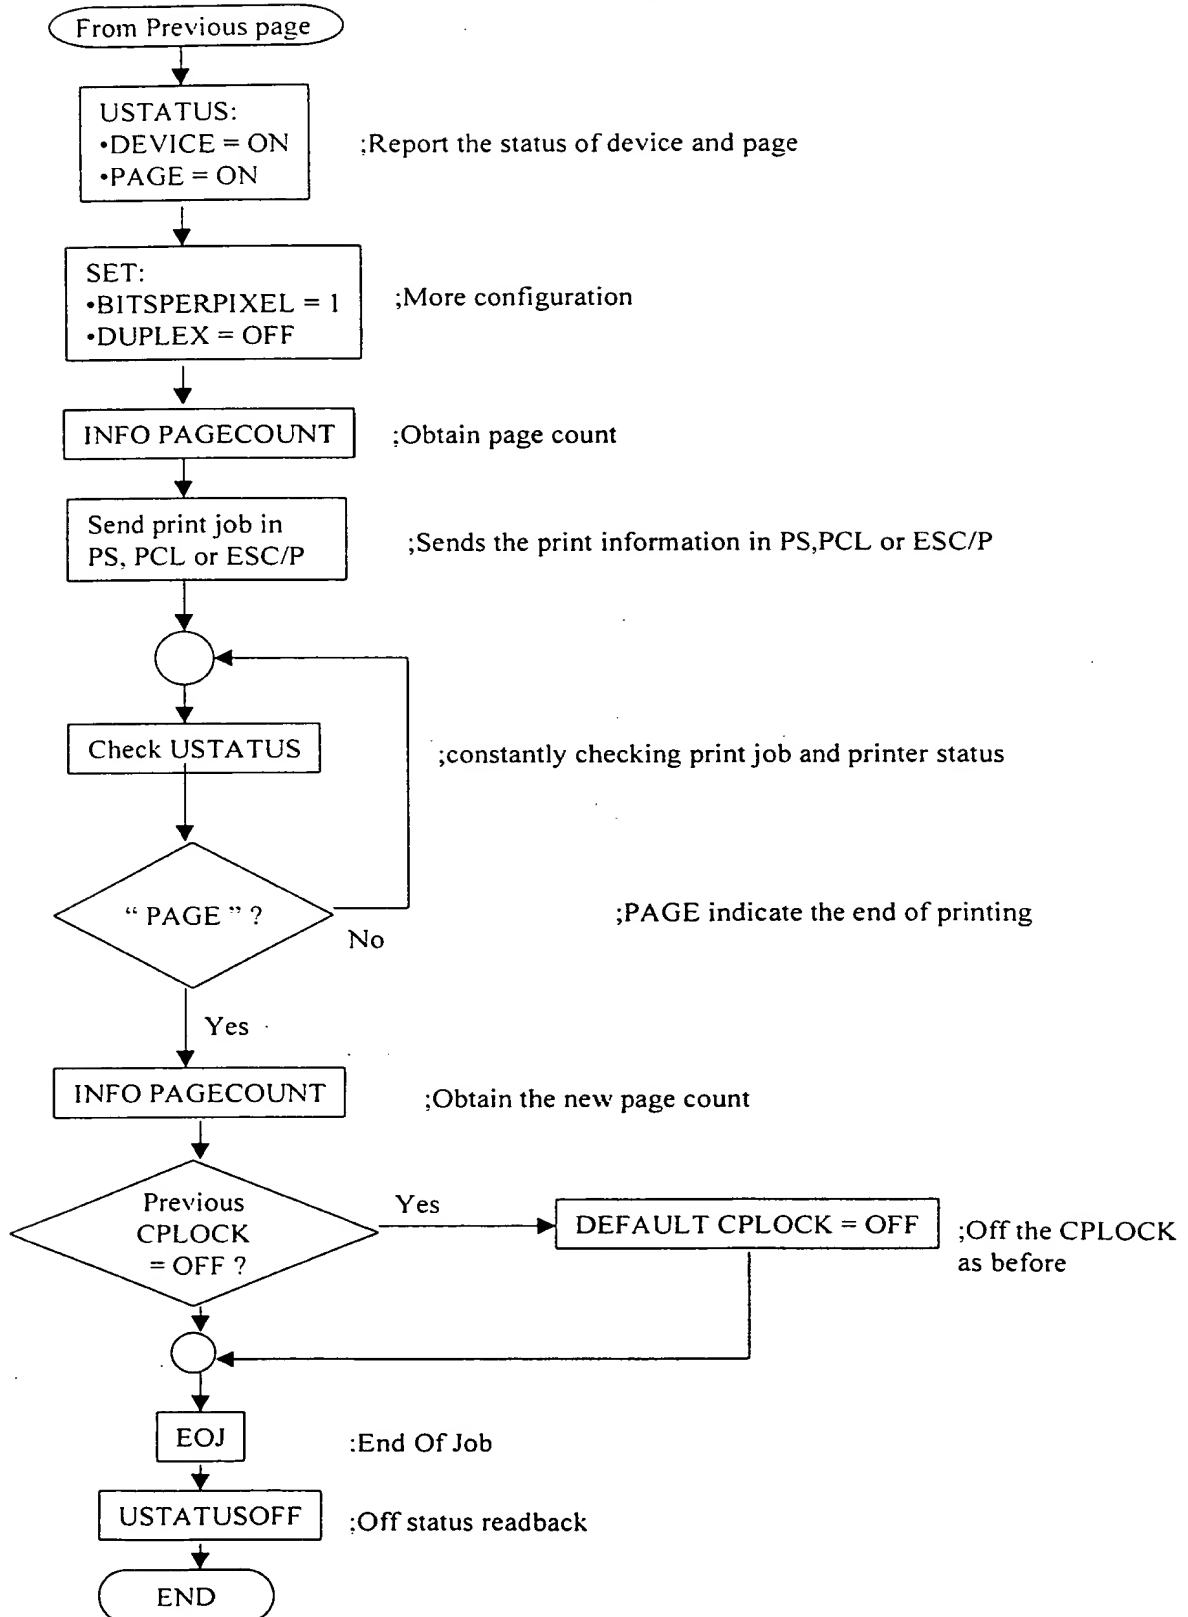 From Previous page
USTATUS:
•DEVICE = ON
•PAGE = ON
;Report the status of device and page
SET:
•BITSPERPIXEL = 1
•DUPLEX = OFF
;More configuration
INFO PAGECOUNT
;Obtain page count
Send print job in
PS, PCL or ESC/P
;Sends the print information in PS,PCL or ESC/P
Check USTATUS
;constantly checking print job and printer status
“ PAGE ” ?
;PAGE indicate the end of printing
No
Yes
INFO PAGECOUNT
;Obtain the new page count
Previous
CPLOCK
= OFF ?
Yes
DEFAULT CPLOCK = OFF
;Off the CPLOCK
as before
EOJ
:End Of Job
USTATUSOFF
;Off status readback
END